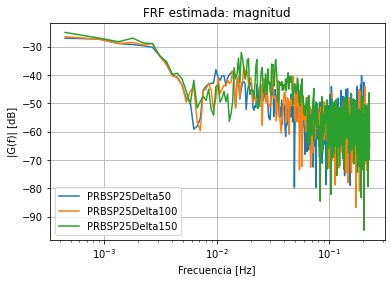 FRF estimada: magnitud
|G(f)| [dB]
−30
−40
−50
−60
−70
−80
−90
PRBSP25Delta50
PRBSP25Delta100
PRBSP25Delta150
10⁻³
10⁻²
10⁻¹
Frecuencia [Hz]